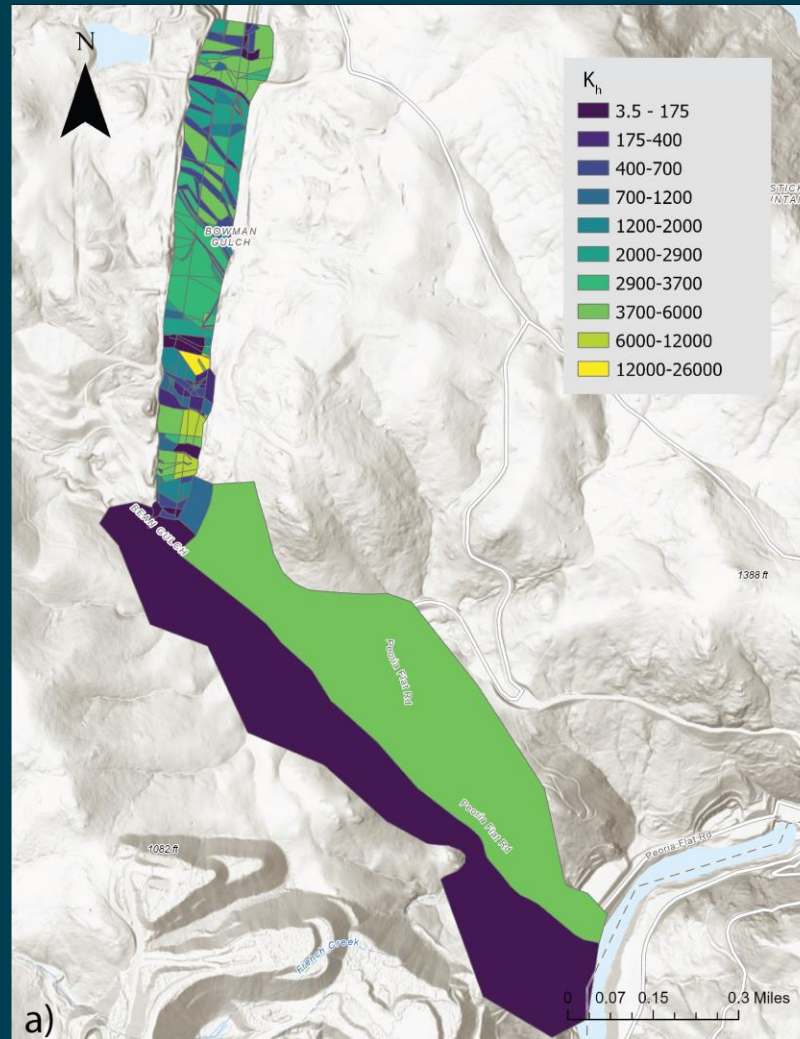 N
K_h
3.5 - 175
175-400
400-700
700-1200
1200-2000
2000-2900
2900-3700
3700-6000
6000-12000
12000-26000
BOWMAN
GULCH
BEAN GULCH
1388 ft
Peoria Flat Rd
Peoria Flat Rd
Peoria-Flat Rd
1082 ft
French Creek
0 0.07 0.15 0.3 Miles
a)